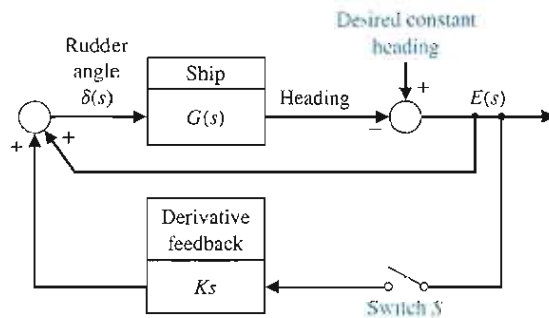 Desired constant
heading
Rudder
angle
δ(s)
Ship
G(s)
Heading
+
−
E(s)
+
+
Derivative
feedback
Ks
Switch S